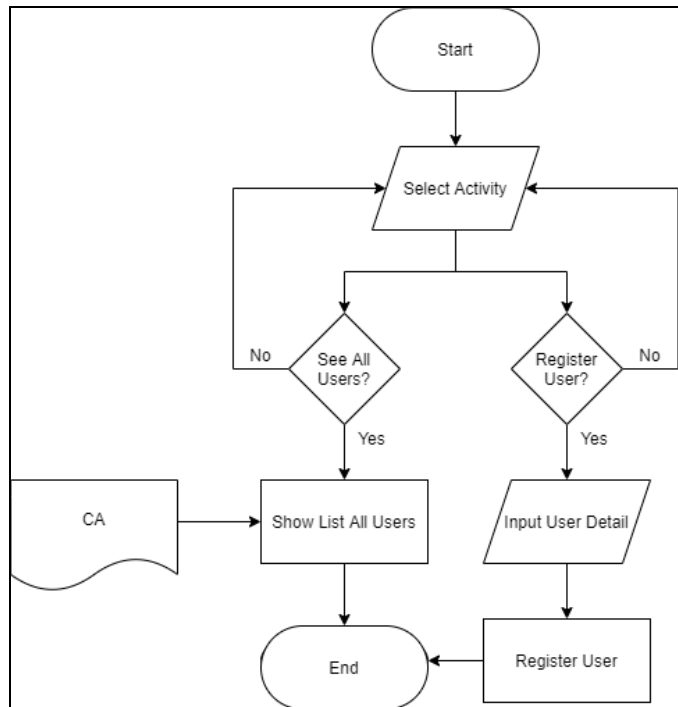 Start
Select Activity
No
See All
Users?
Register
User?
No
Yes
Yes
CA
Show List All Users
Input User Detail
End
Register User